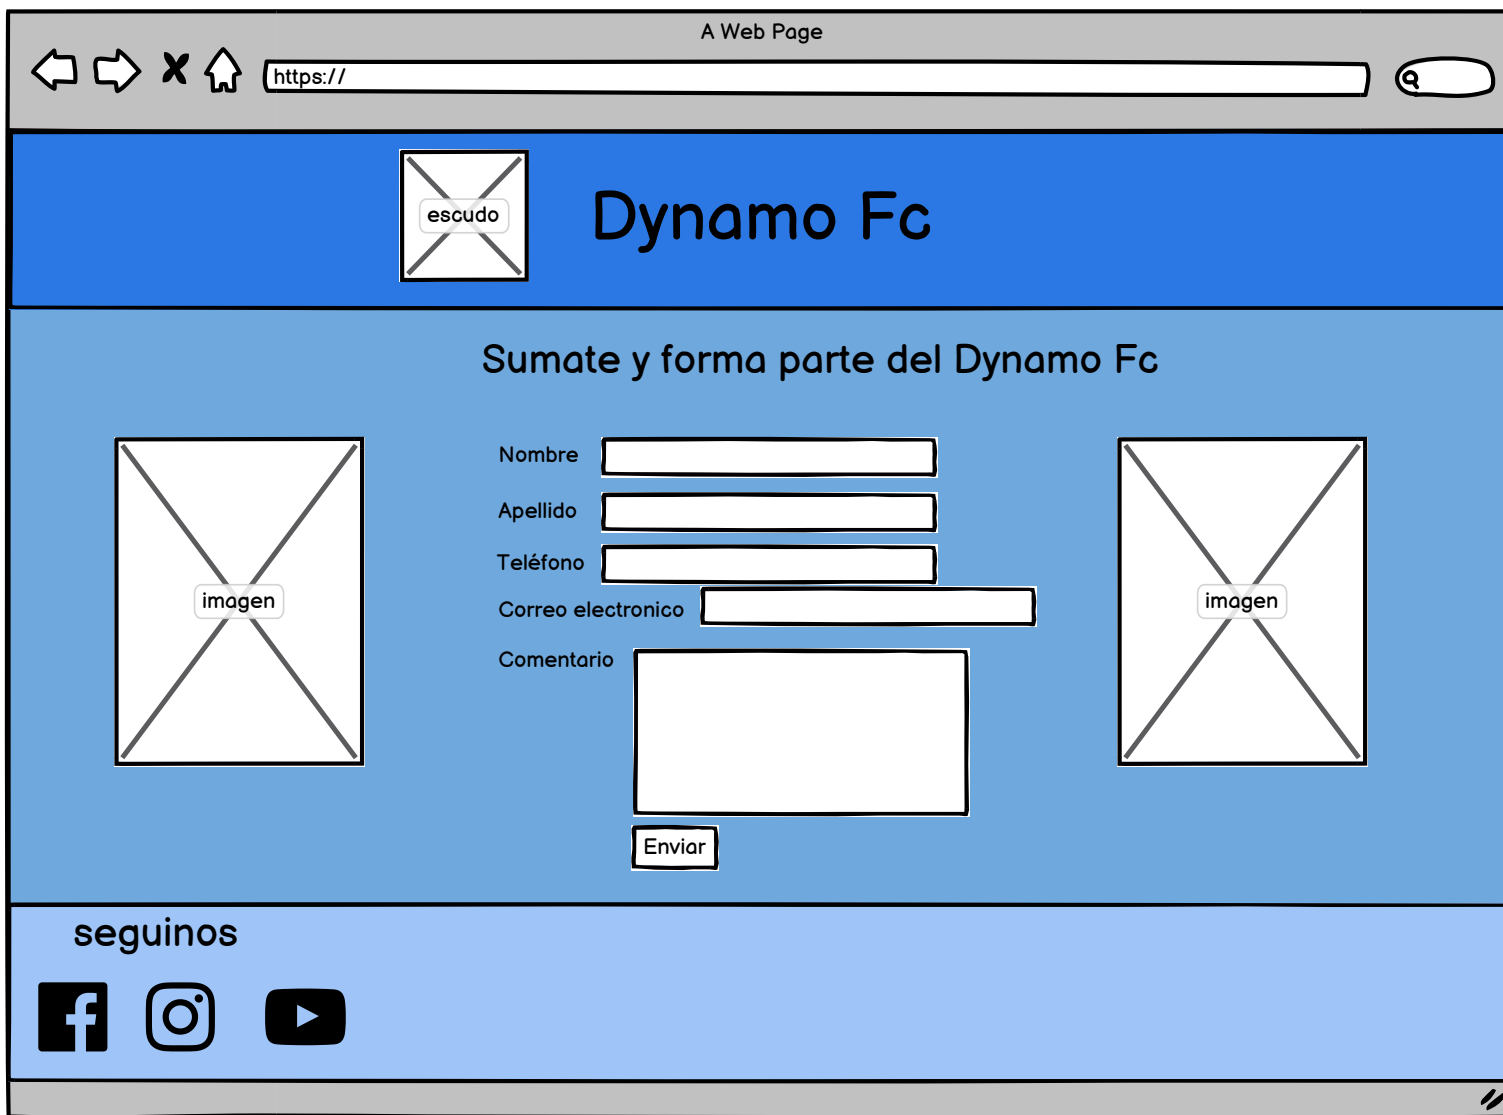 A Web Page
https://
escudo
Dynamo Fc
Sumate y forma parte del Dynamo Fc
Nombre
Apellido
Teléfono
imagen
imagen
Correo electronico
Comentario
Enviar
seguinos